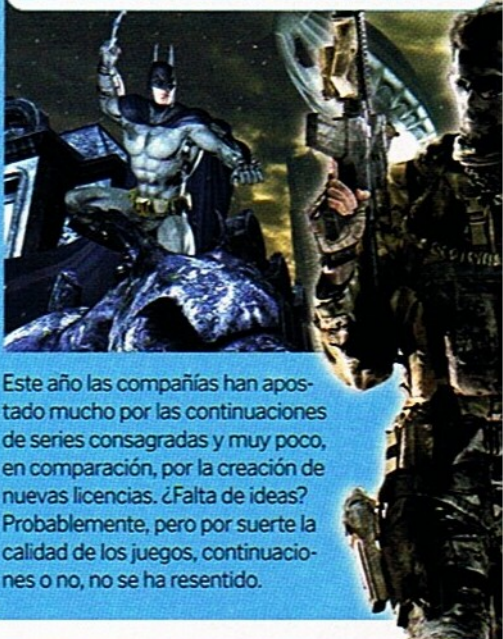 Este año las compañías han apos-
tado mucho por las continuaciones
de series consagradas y muy poco,
en comparación, por la creación de
nuevas licencias. ¿Falta de ideas?
Probablemente, pero por suerte la
calidad de los juegos, continuacio-
nes o no, no se ha resentido.